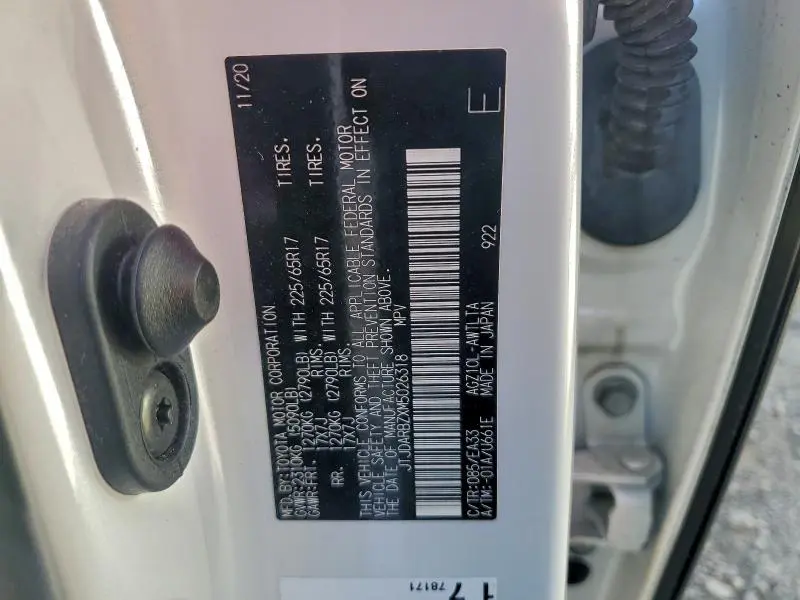 11/20
MFD.BY:TOYOTA MOTOR CORPORATION
GVWR:2310KG (5090LB)
GAWR:FRT. 1270KG (2790LB) WITH 225/65R17 TIRES.
17X7J RIMS.
RR. 1270KG (2790LB) WITH 225/65R17 TIRES.
17X7J RIMS.
THIS VEHICLE CONFORMS TO ALL APPLICABLE FEDERAL MOTOR
VEHICLE SAFETY AND THEFT PREVENTION STANDARDS IN EFFECT ON
THE DATE OF MANUFACTURE SHOWN ABOVE.
JTJDARBZXM5026318 MPV
C/TR:085/EA33 AGZ10L-AWTLTA 922
A/TM:-01A/U661E MADE IN JAPAN E
17
78171